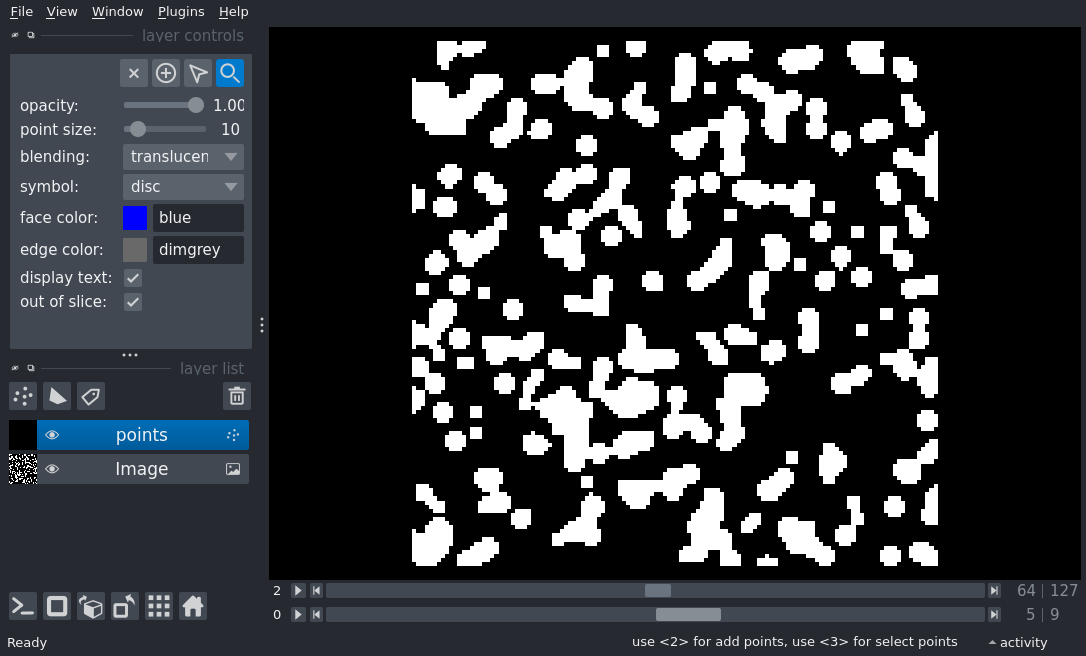 File View Window Plugins Help
layer controls
opacity: 1.00
point size: 10
blending: translucen
symbol: disc
face color: blue
edge color: dimgrey
display text:
out of slice:
layer list
points
Image
2 64 127
0 5 9
Ready use <2> for add points, use <3> for select points activity